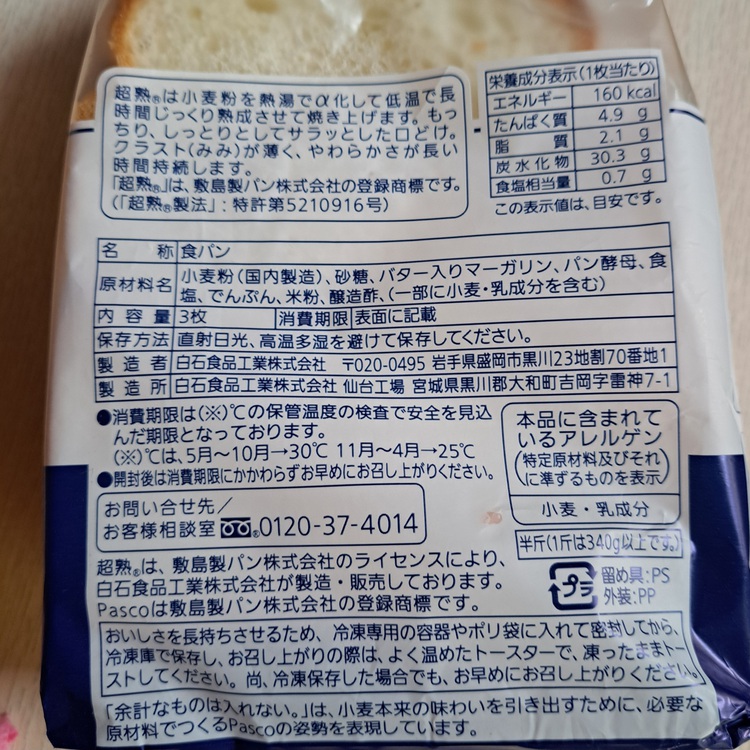 超熟®は小麦粉を熱湯でα化して低温で長
時間じっくり熟成させて焼き上げます。もっ
ちり、しっとりとしてサラッとした口どけ。
クラスト(みみ)が薄く、やわらかさが長い
時間持続します。
「超熟®」は、敷島製パン株式会社の登録商標です。
(「超熟®製法」:特許第5210916号)
栄養成分表示(1枚当たり)
エネルギー 160 kcal
たんぱく質 4.9 g
脂質 2.1 g
炭水化物 30.3 g
食塩相当量 0.7 g
この表示値は、目安です。
名称 食パン
原材料名 小麦粉(国内製造)、砂糖、バター入りマーガリン、パン酵母、食
塩、でんぷん、米粉、醸造酢、(一部に小麦・乳成分を含む)
内容量 3枚 消費期限 表面に記載
保存方法 直射日光、高温多湿を避けて保存してください。
製造者 白石食品工業株式会社 〒020-0495 岩手県盛岡市黒川23地割70番地1
製造所 白石食品工業株式会社 仙台工場 宮城県黒川郡大和町吉岡字雷神7-1
●消費期限は(※)℃の保管温度の検査で安全を見込
んだ期限となっております。
(※)℃は、5月〜10月→30℃ 11月〜4月→25℃
●開封後は消費期限にかかわらずお早めにお召し上がりください。
本品に含まれて
いるアレルゲン
(特定原材料及びそれ
に準ずるものを表示)
小麦・乳成分
お問い合せ先/
お客様相談室 ®0120-37-4014
半斤(1斤は340g以上です。)
超熟®は、敷島製パン株式会社のライセンスにより、
白石食品工業株式会社が製造・販売しております。
Pascoは敷島製パン株式会社の登録商標です。
プラ
留め具:PS
外装:PP
おいしさを長持ちさせるため、冷凍専用の容器やポリ袋に入れて密封してから、
冷凍庫で保存し、お召し上がりの際は、よく温めたトースターで、凍ったままトー
ストしてください。尚、冷凍保存した場合でも、お早めにお召し上がりください。
「余計なものは入れない。」は、小麦本来の味わいを引き出すために、必要な
原材料でつくるPascoの姿勢を表現しています。